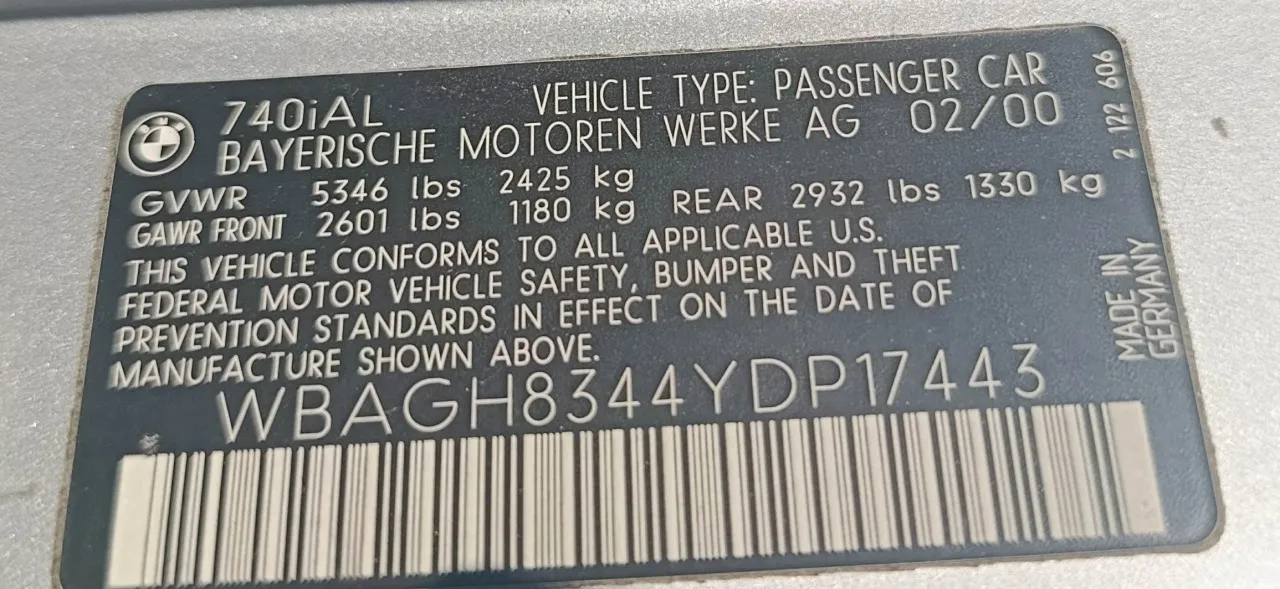 740iAL VEHICLE TYPE: PASSENGER CAR
BAYERISCHE MOTOREN WERKE AG 02/00
GVWR 5346 lbs 2425 kg
GAWR FRONT 2601 lbs 1180 kg REAR 2932 lbs 1330 kg
THIS VEHICLE CONFORMS TO ALL APPLICABLE U.S.
FEDERAL MOTOR VEHICLE SAFETY, BUMPER AND THEFT
PREVENTION STANDARDS IN EFFECT ON THE DATE OF
MANUFACTURE SHOWN ABOVE.
WBAGH8344YDP17443
2 122 606
MADE IN
GERMANY